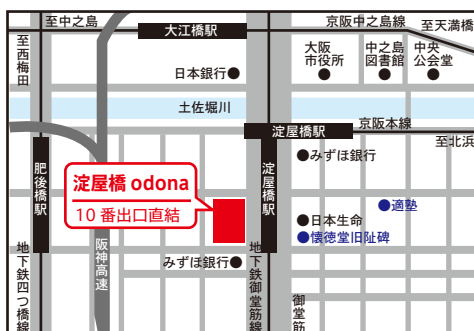 至中之島
大江橋駅
京阪中之島線
至天満橋
至西梅田
大阪
市役所
中之島
図書館
中央
公会堂
日本銀行
土佐堀川
淀屋橋駅
京阪本線
至北浜
肥後橋駅
淀屋橋駅
みずほ銀行
淀屋橋 odona
10番出口直結
適塾
日本生命
懐徳堂旧趾碑
阪神高速
みずほ銀行
地下鉄四つ橋線
地下鉄御堂筋線
御堂筋